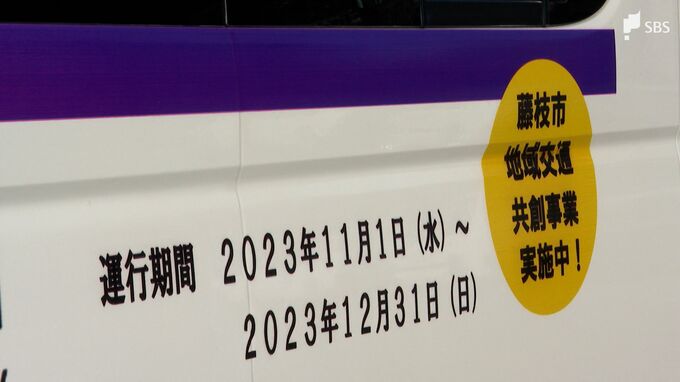 SBS
藤枝市
地域交通
共創事業
実施中!
運行期間 2023年11月1日(水)~
2023年12月31日(日)